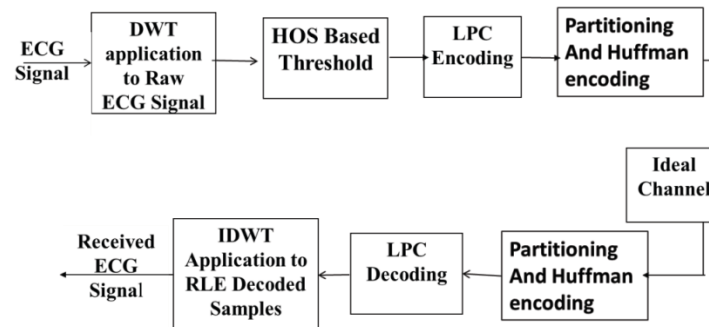 ECG
Signal
DWT
application
to Raw
ECG Signal
HOS Based
Threshold
LPC
Encoding
Partitioning
And Huffman
encoding
Ideal
Channel
Received
ECG
Signal
IDWT
Application to
RLE Decoded
Samples
LPC
Decoding
Partitioning
And Huffman
encoding